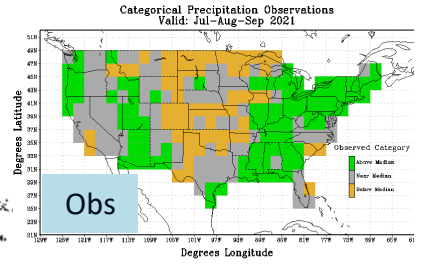 Categorical Precipitation Observations
Valid: Jul-Aug-Sep 2021
Degrees Latitude
51N
49N
47N
45N
43N
41N
39N
37N
35N
33N
31N
29N
27N
25N
23N
21N
Observed Category
Above Median
Near Median
Below Median
Obs
129W 125W 121W 117W 113W 109W 105W 101W 97W 93W 89W 85W 81W 77W 73W 69W 65W
Degrees Longitude